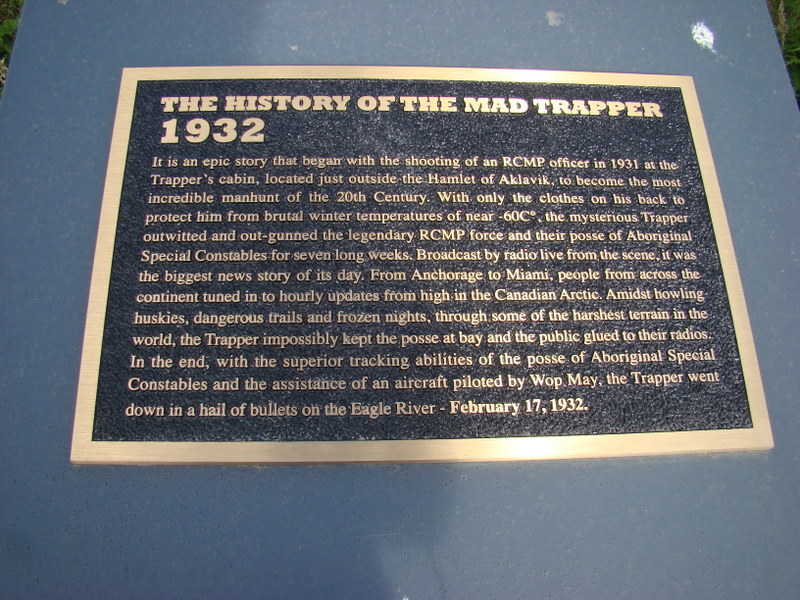 THE HISTORY OF THE MAD TRAPPER
1932
It is an epic story that began with the shooting of an RCMP officer in 1931 at the
Trapper's cabin, located just outside the Hamlet of Aklavik, to become the most
incredible manhunt of the 20th Century. With only the clothes on his back to
protect him from brutal winter temperatures of near -60C°, the mysterious Trapper
outwitted and out-gunned the legendary RCMP force and their posse of Aboriginal
Special Constables for seven long weeks. Broadcast by radio live from the scene, it was
the biggest news story of its day. From Anchorage to Miami, people from across the
continent tuned in to hourly updates from high in the Canadian Arctic. Amidst howling
huskies, dangerous trails and frozen nights, through some of the harshest terrain in the
world, the Trapper impossibly kept the posse at bay and the public glued to their radios.
In the end, with the superior tracking abilities of the posse of Aboriginal Special
Constables and the assistance of an aircraft piloted by Wop May, the Trapper went
down in a hail of bullets on the Eagle River - February 17, 1932.